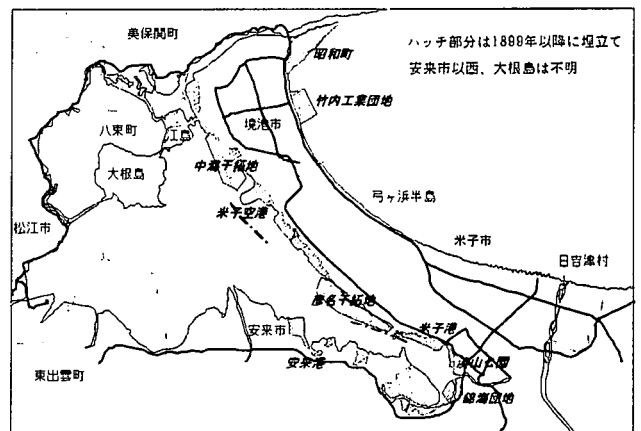 美保関町
昭和町
ハッチ部分は1899年以降に埋立て
安来市以西、大根島は不明
竹内工業団地
八束町
江島
境港市
大根島
中海干拓地
弓ヶ浜半島
米子空港
松江市
米子市
日吉津村
彦名干拓地
安来市
米子港
安来港
湊山公園
東出雲町
錦海団地